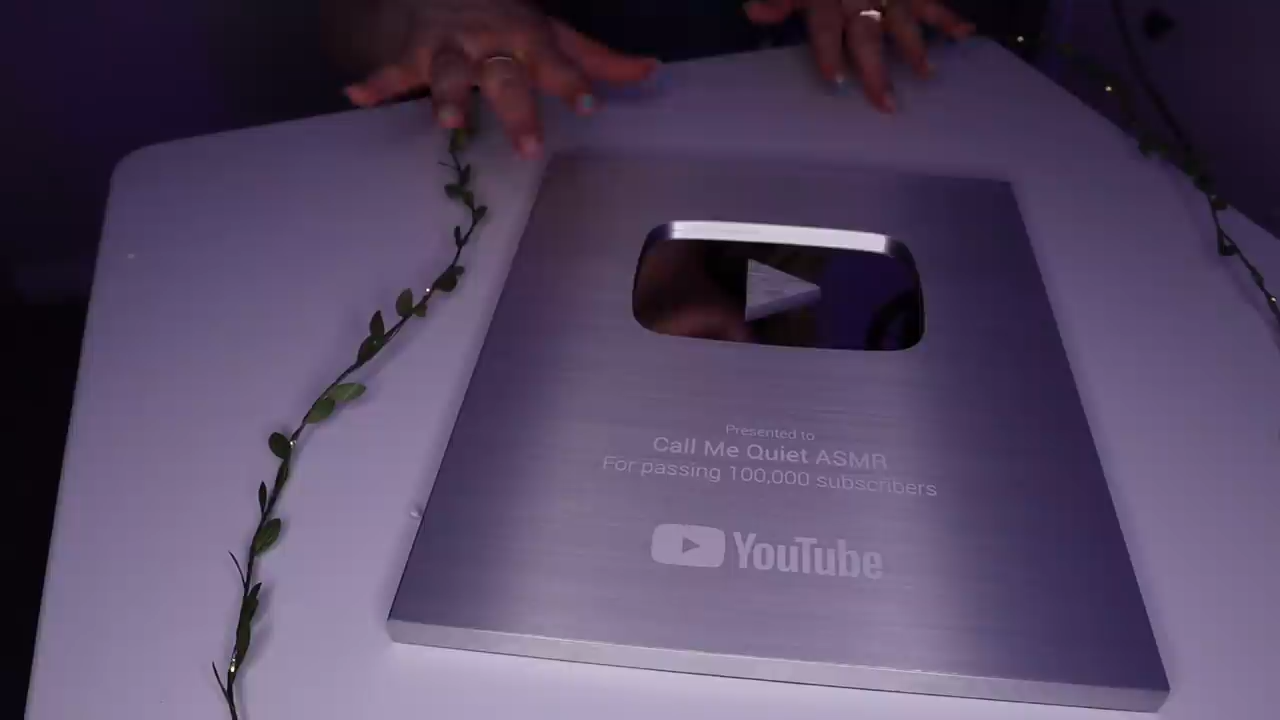 Presented to
Call Me Quiet ASMR
For passing 100,000 subscribers
YouTube